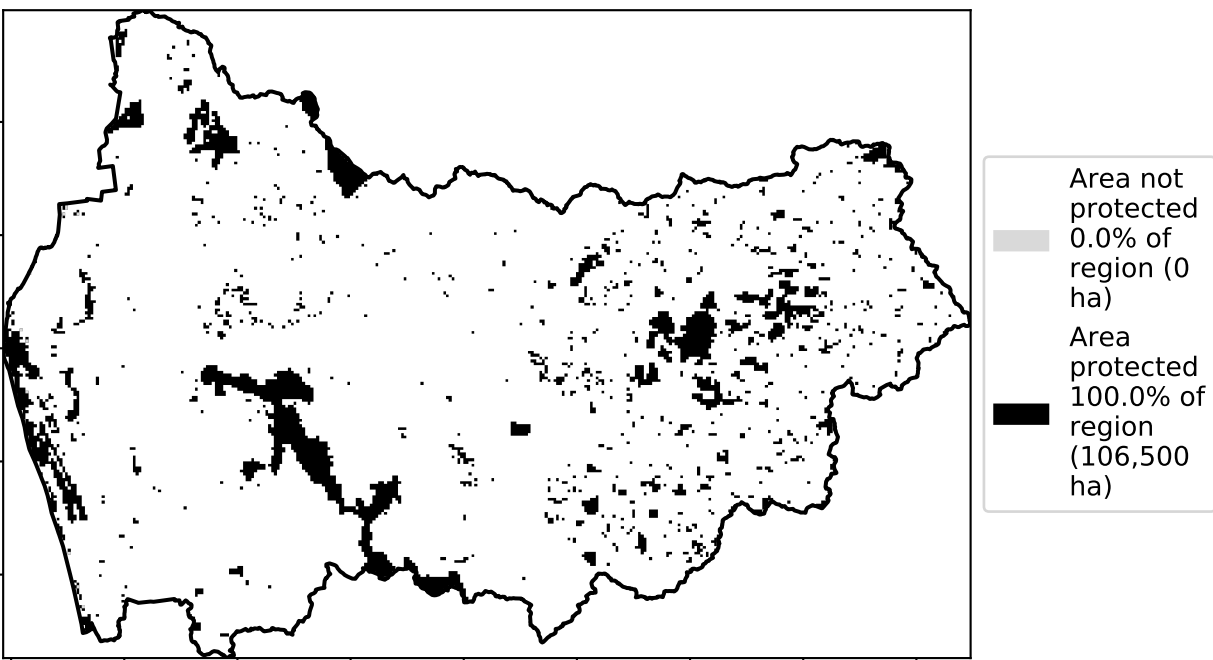 Area not
protected
0.0% of
region (0
ha)
Area
protected
100.0% of
region
(106,500
ha)